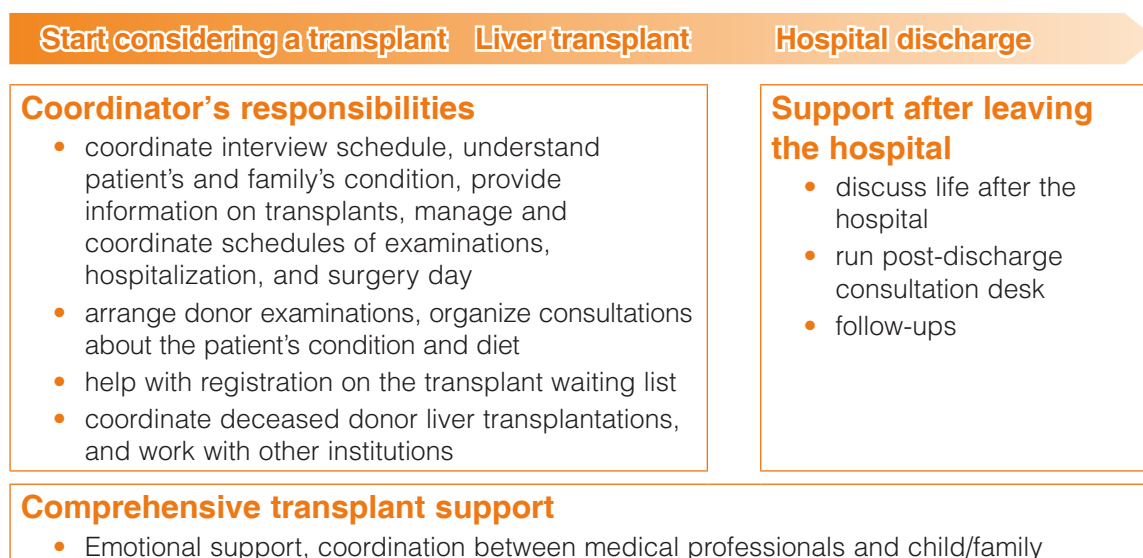 Start considering a transplant Liver transplant Hospital discharge
Coordinator's responsibilities
• coordinate interview schedule, understand
patient's and family's condition, provide
information on transplants, manage and
coordinate schedules of examinations,
hospitalization, and surgery day
• arrange donor examinations, organize consultations
about the patient's condition and diet
• help with registration on the transplant waiting list
• coordinate deceased donor liver transplantations,
and work with other institutions
Support after leaving
the hospital
• discuss life after the
hospital
• run post-discharge
consultation desk
• follow-ups
Comprehensive transplant support
• Emotional support, coordination between medical professionals and child/family